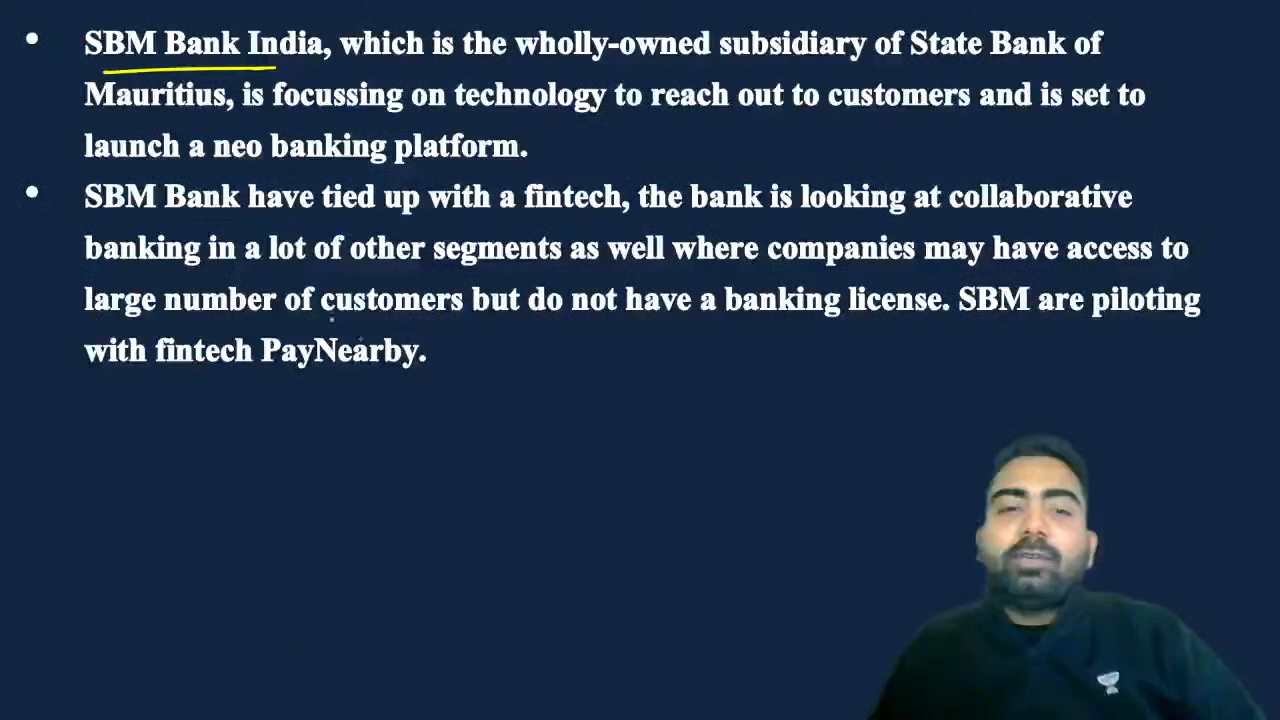 • SBM Bank India, which is the wholly-owned subsidiary of State Bank of
Mauritius, is focussing on technology to reach out to customers and is set to
launch a neo banking platform.
• SBM Bank have tied up with a fintech, the bank is looking at collaborative
banking in a lot of other segments as well where companies may have access to
large number of customers but do not have a banking license. SBM are piloting
with fintech PayNearby.